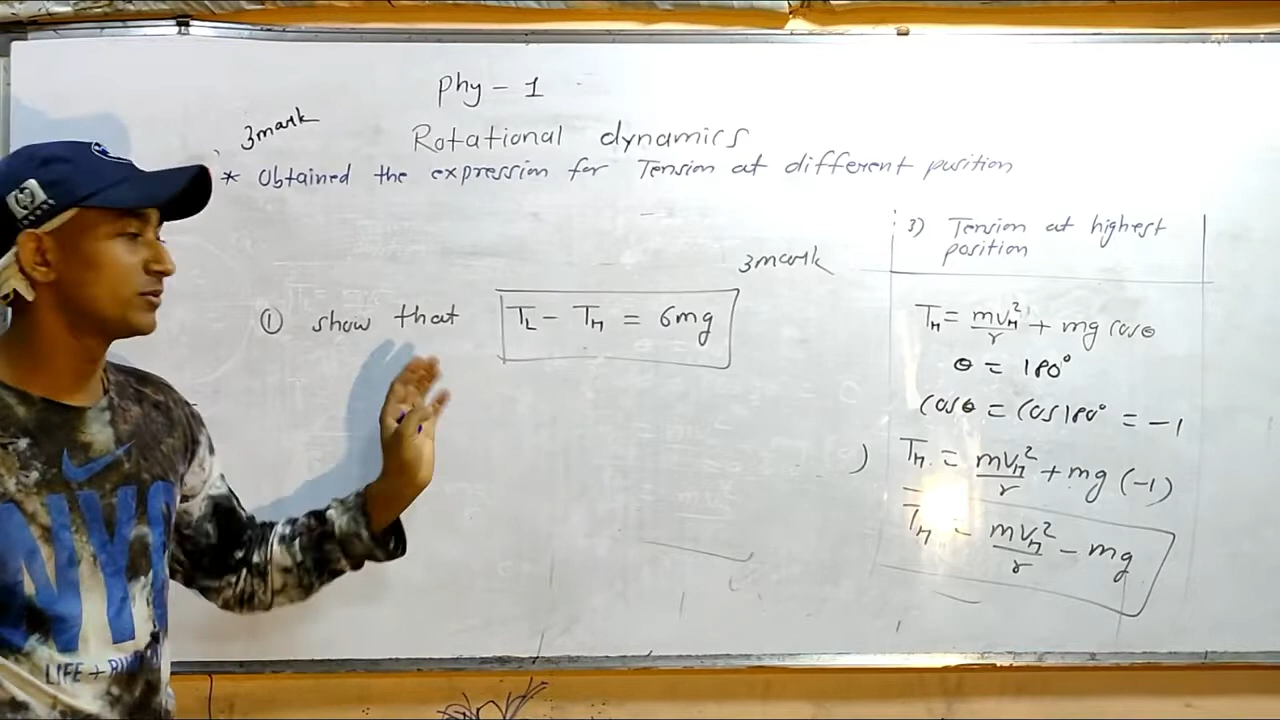 Phy - 1
3mark
Rotational dynamics
* Obtained the expression for Tension at different position
3mark
① show that T_L - T_H = 6mg
3) Tension at highest
position
T_H = mv_H²/r + mg cosθ
θ = 180°
cosθ = cos180° = -1
T_H = mv_H²/r + mg (-1)
T_H = mv_H²/r - mg
hp
NYC
LIFE +